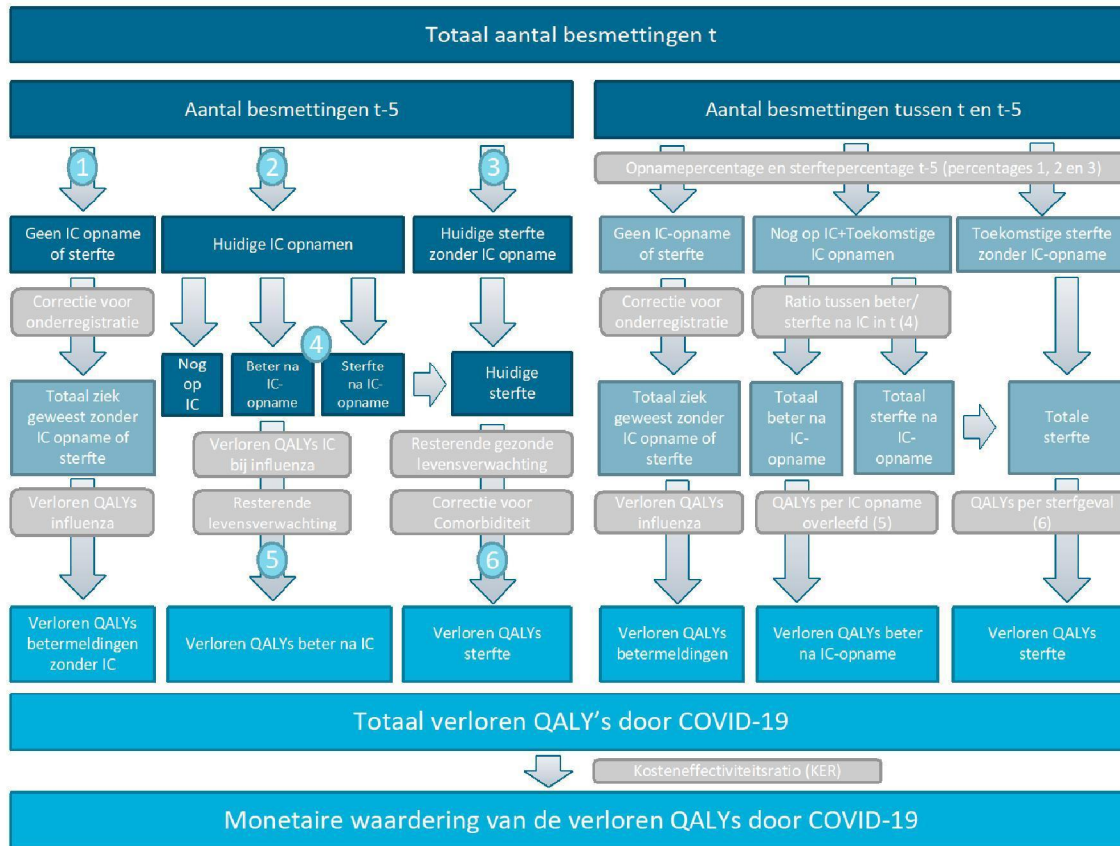 Totaal aantal besmettingen t
Aantal besmettingen t-5
Aantal besmettingen tussen t en t-5
1
2
3
Opnamepercentage en sterftepercentage t-5 (percentages 1, 2 en 3)
Geen IC opname
of sterfte
Huidige IC opnamen
Huidige sterfte
zonder IC opname
Geen IC-opname
of sterfte
Nog op IC+Toekomstige
IC opnamen
Toekomstige sterfte
zonder IC-opname
Correctie voor
onderregistratie
Correctie voor
onderregistratie
Ratio tussen beter/
sterfte na IC in t (4)
4
Nog
op
IC
Beter na
IC-
opname
Sterfte
na IC-
opname
Huidige
sterfte
Totaal ziek
geweest zonder
IC opname of
sterfte
Totaal ziek
geweest zonder
IC opname of
sterfte
Totaal
beter na
IC-
opname
Totaal
sterfte na
IC-
opname
Totale
sterfte
Verloren QALYs IC
bij influenza
Resterende gezonde
levensverwachting
Verloren QALYs
influenza
Resterende
levensverwachting
Correctie voor
Comorbiditeit
Verloren QALYs
influenza
QALYs per IC opname
overleefd (5)
QALYs per sterfgeval
(6)
5
6
Verloren QALYs
betermeldingen
zonder IC
Verloren QALYs beter na IC
Verloren QALYs
sterfte
Verloren QALYs
betermeldingen
Verloren QALYs beter
na IC-opname
Verloren QALYs
sterfte
Totaal verloren QALY's door COVID-19
Kosteneffectiviteitsratio (KER)
Monetaire waardering van de verloren QALYs door COVID-19